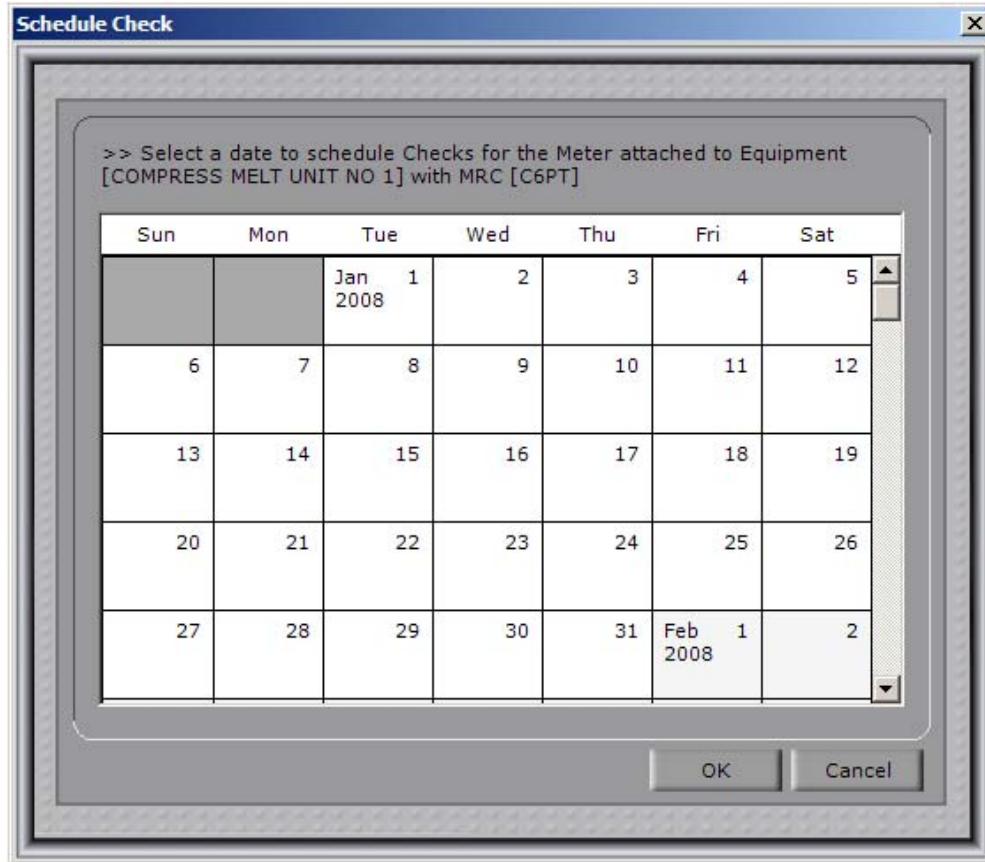 Schedule Check
>> Select a date to schedule Checks for the Meter attached to Equipment
[COMPRESS MELT UNIT NO 1] with MRC [C6PT]
Sun Mon Tue Wed Thu Fri Sat
Jan 1 2 3 4 5
2008
6 7 8 9 10 11 12
13 14 15 16 17 18 19
20 21 22 23 24 25 26
27 28 29 30 31 Feb 1 2
2008
OK Cancel